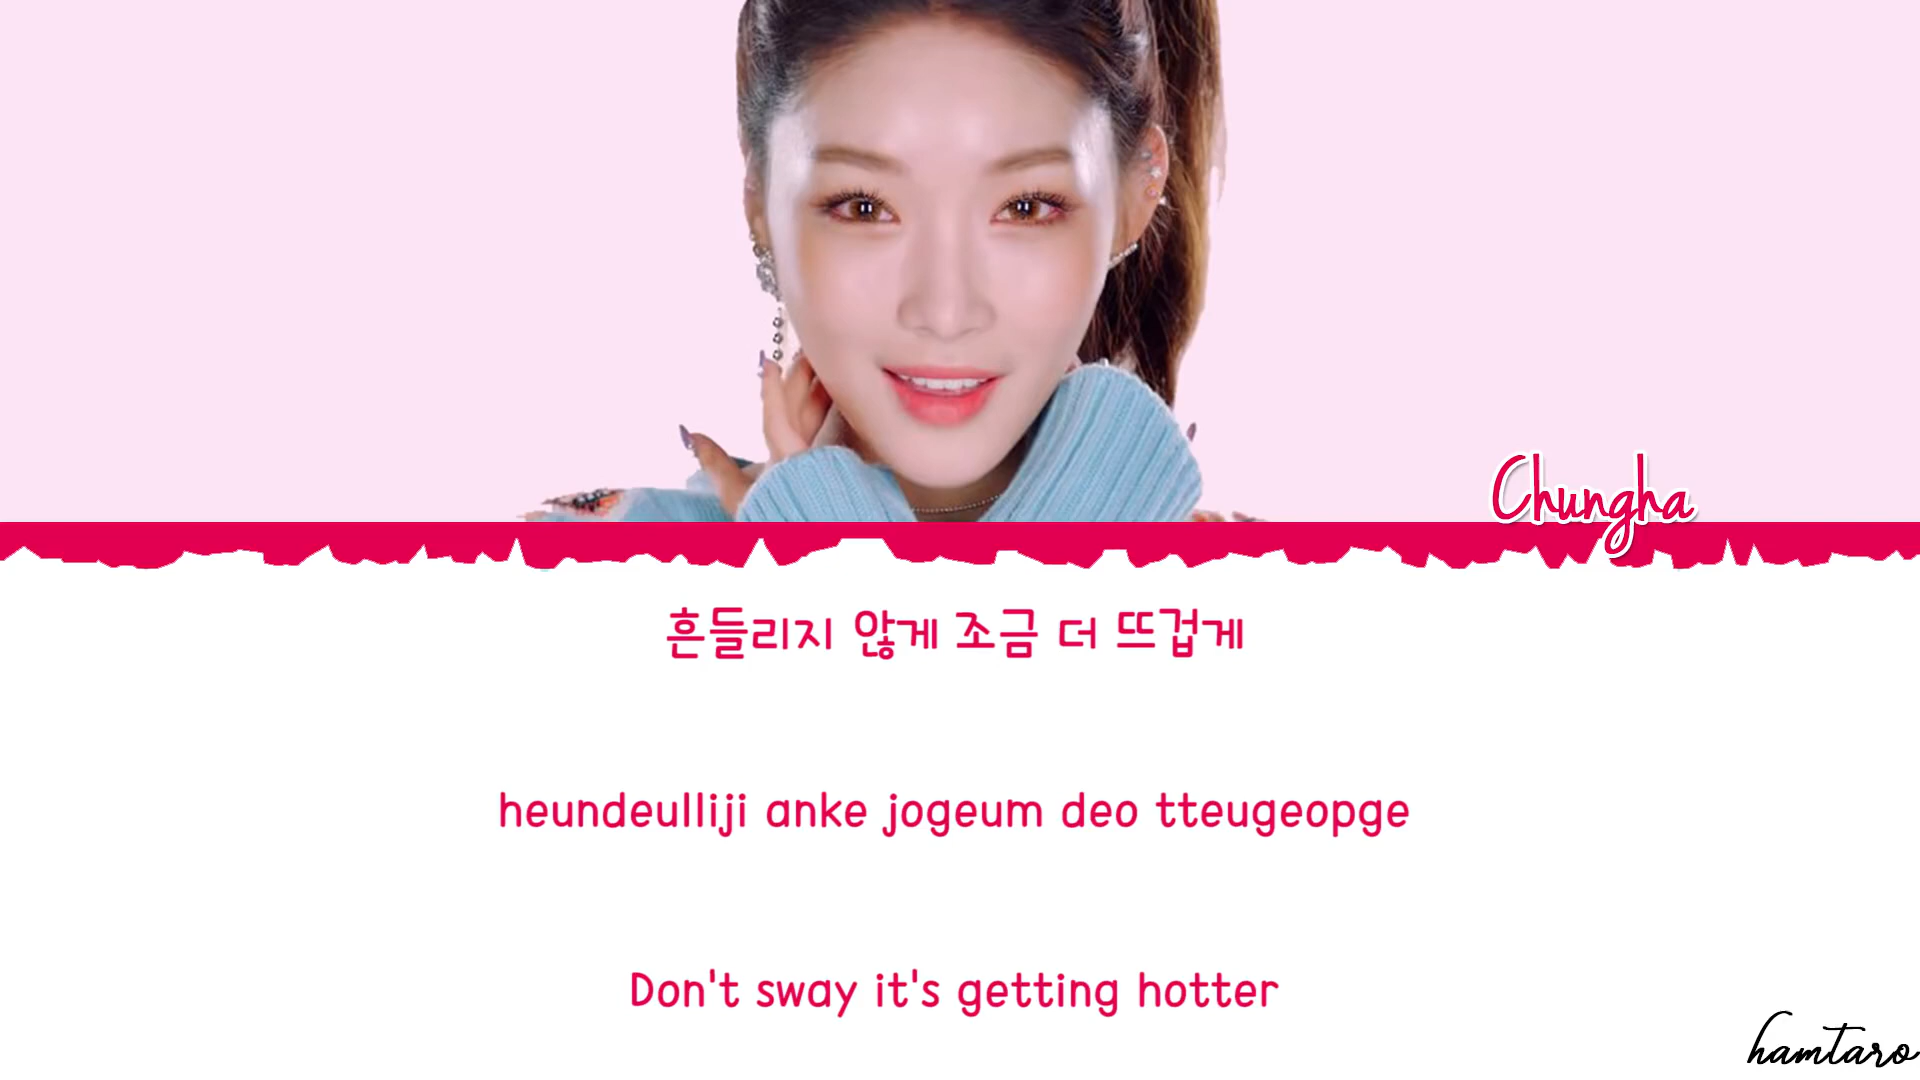 Chungha
흔들리지 않게 조금 더 뜨겁게
heundeulliji anke jogeum deo tteugeopge
Don't sway it's getting hotter
hamtaro